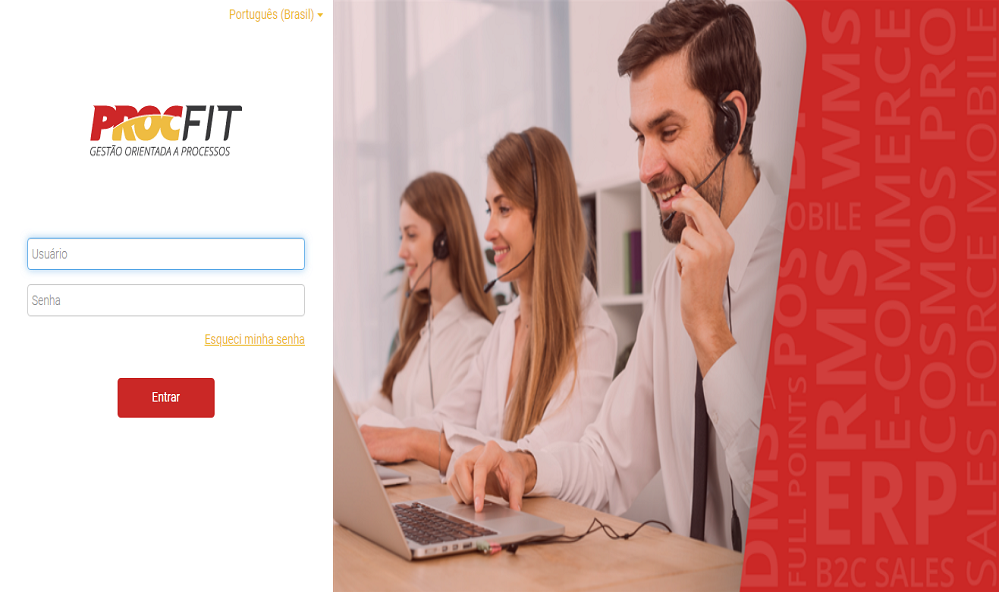 Português (Brasil)
PROCFIT
GESTÃO ORIENTADA A PROCESSOS
Usuário
Senha
Esqueci minha senha
Entrar
OBILE
DMS
FULL POINTS
POS
RMS
WMS
ERP
B2C SALES
E-COMMERCE
COSMOS PRO
SALES FORCE MOBILE